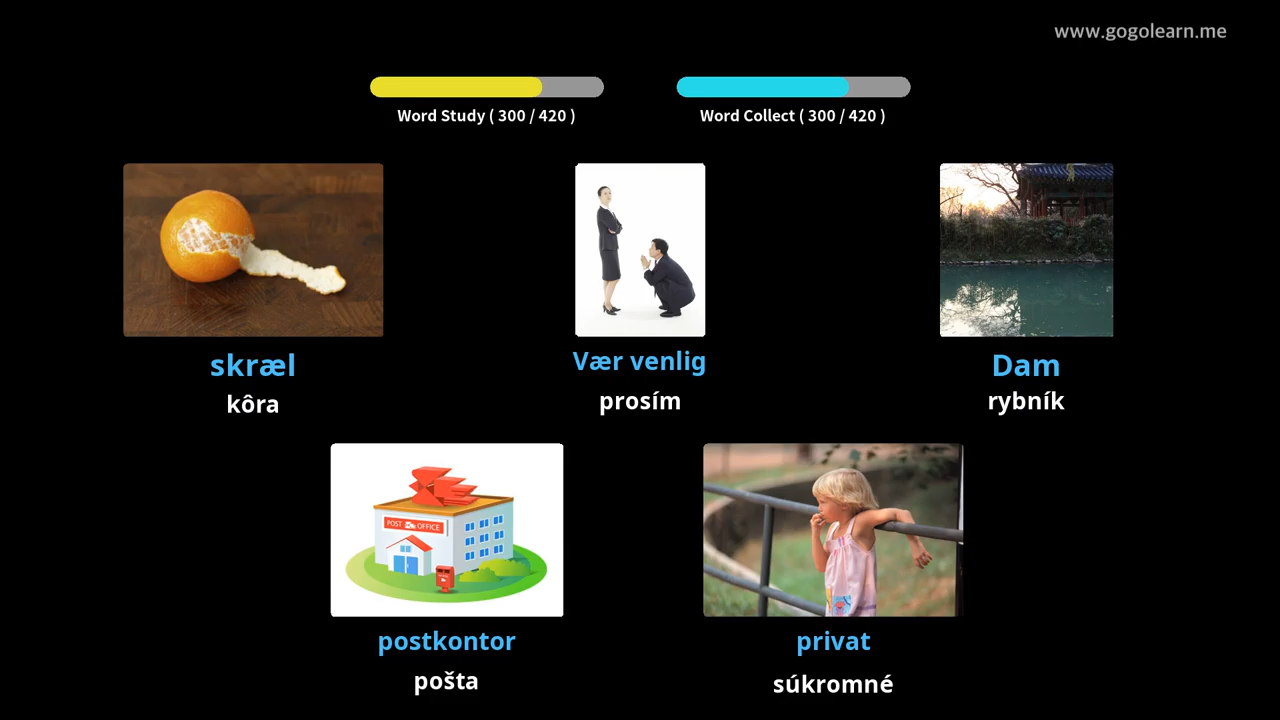 www.gogolearn.me
Word Study ( 300 / 420 )
Word Collect ( 300 / 420 )
skræl
kôra
Vær venlig
prosím
Dam
rybník
POST OFFICE
postkontor
pošta
privat
súkromné